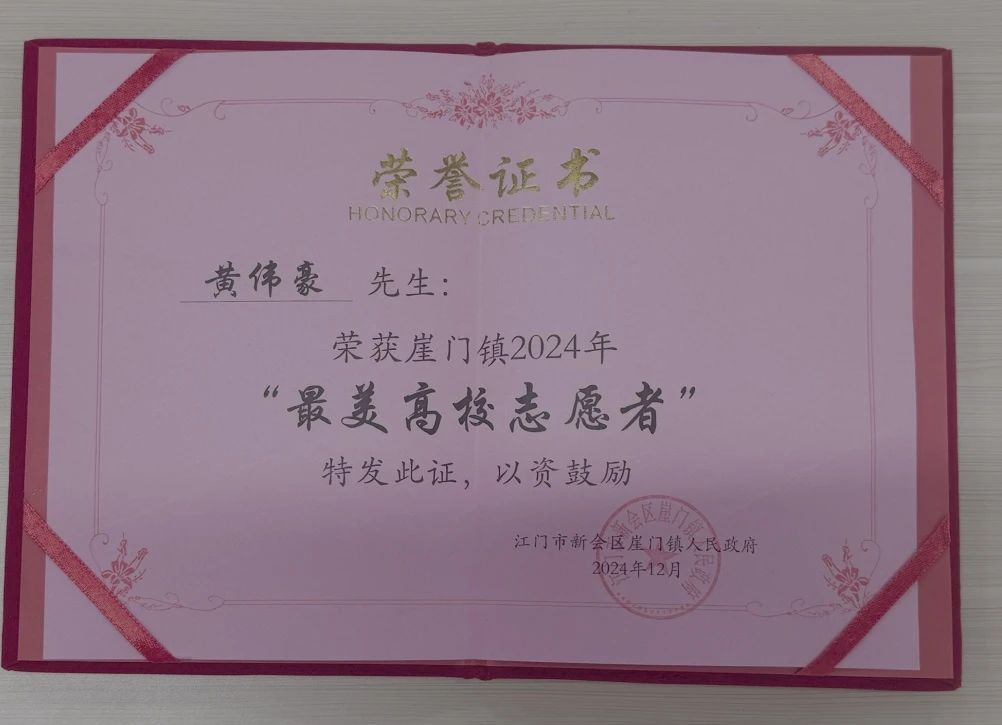 荣誉证书
HONORARY CREDENTIAL
黄伟豪 先生：
荣获崖门镇2024年
“最美高校志愿者”
特发此证，以资鼓励
江门市新会区崖门镇人民政府
2024年12月